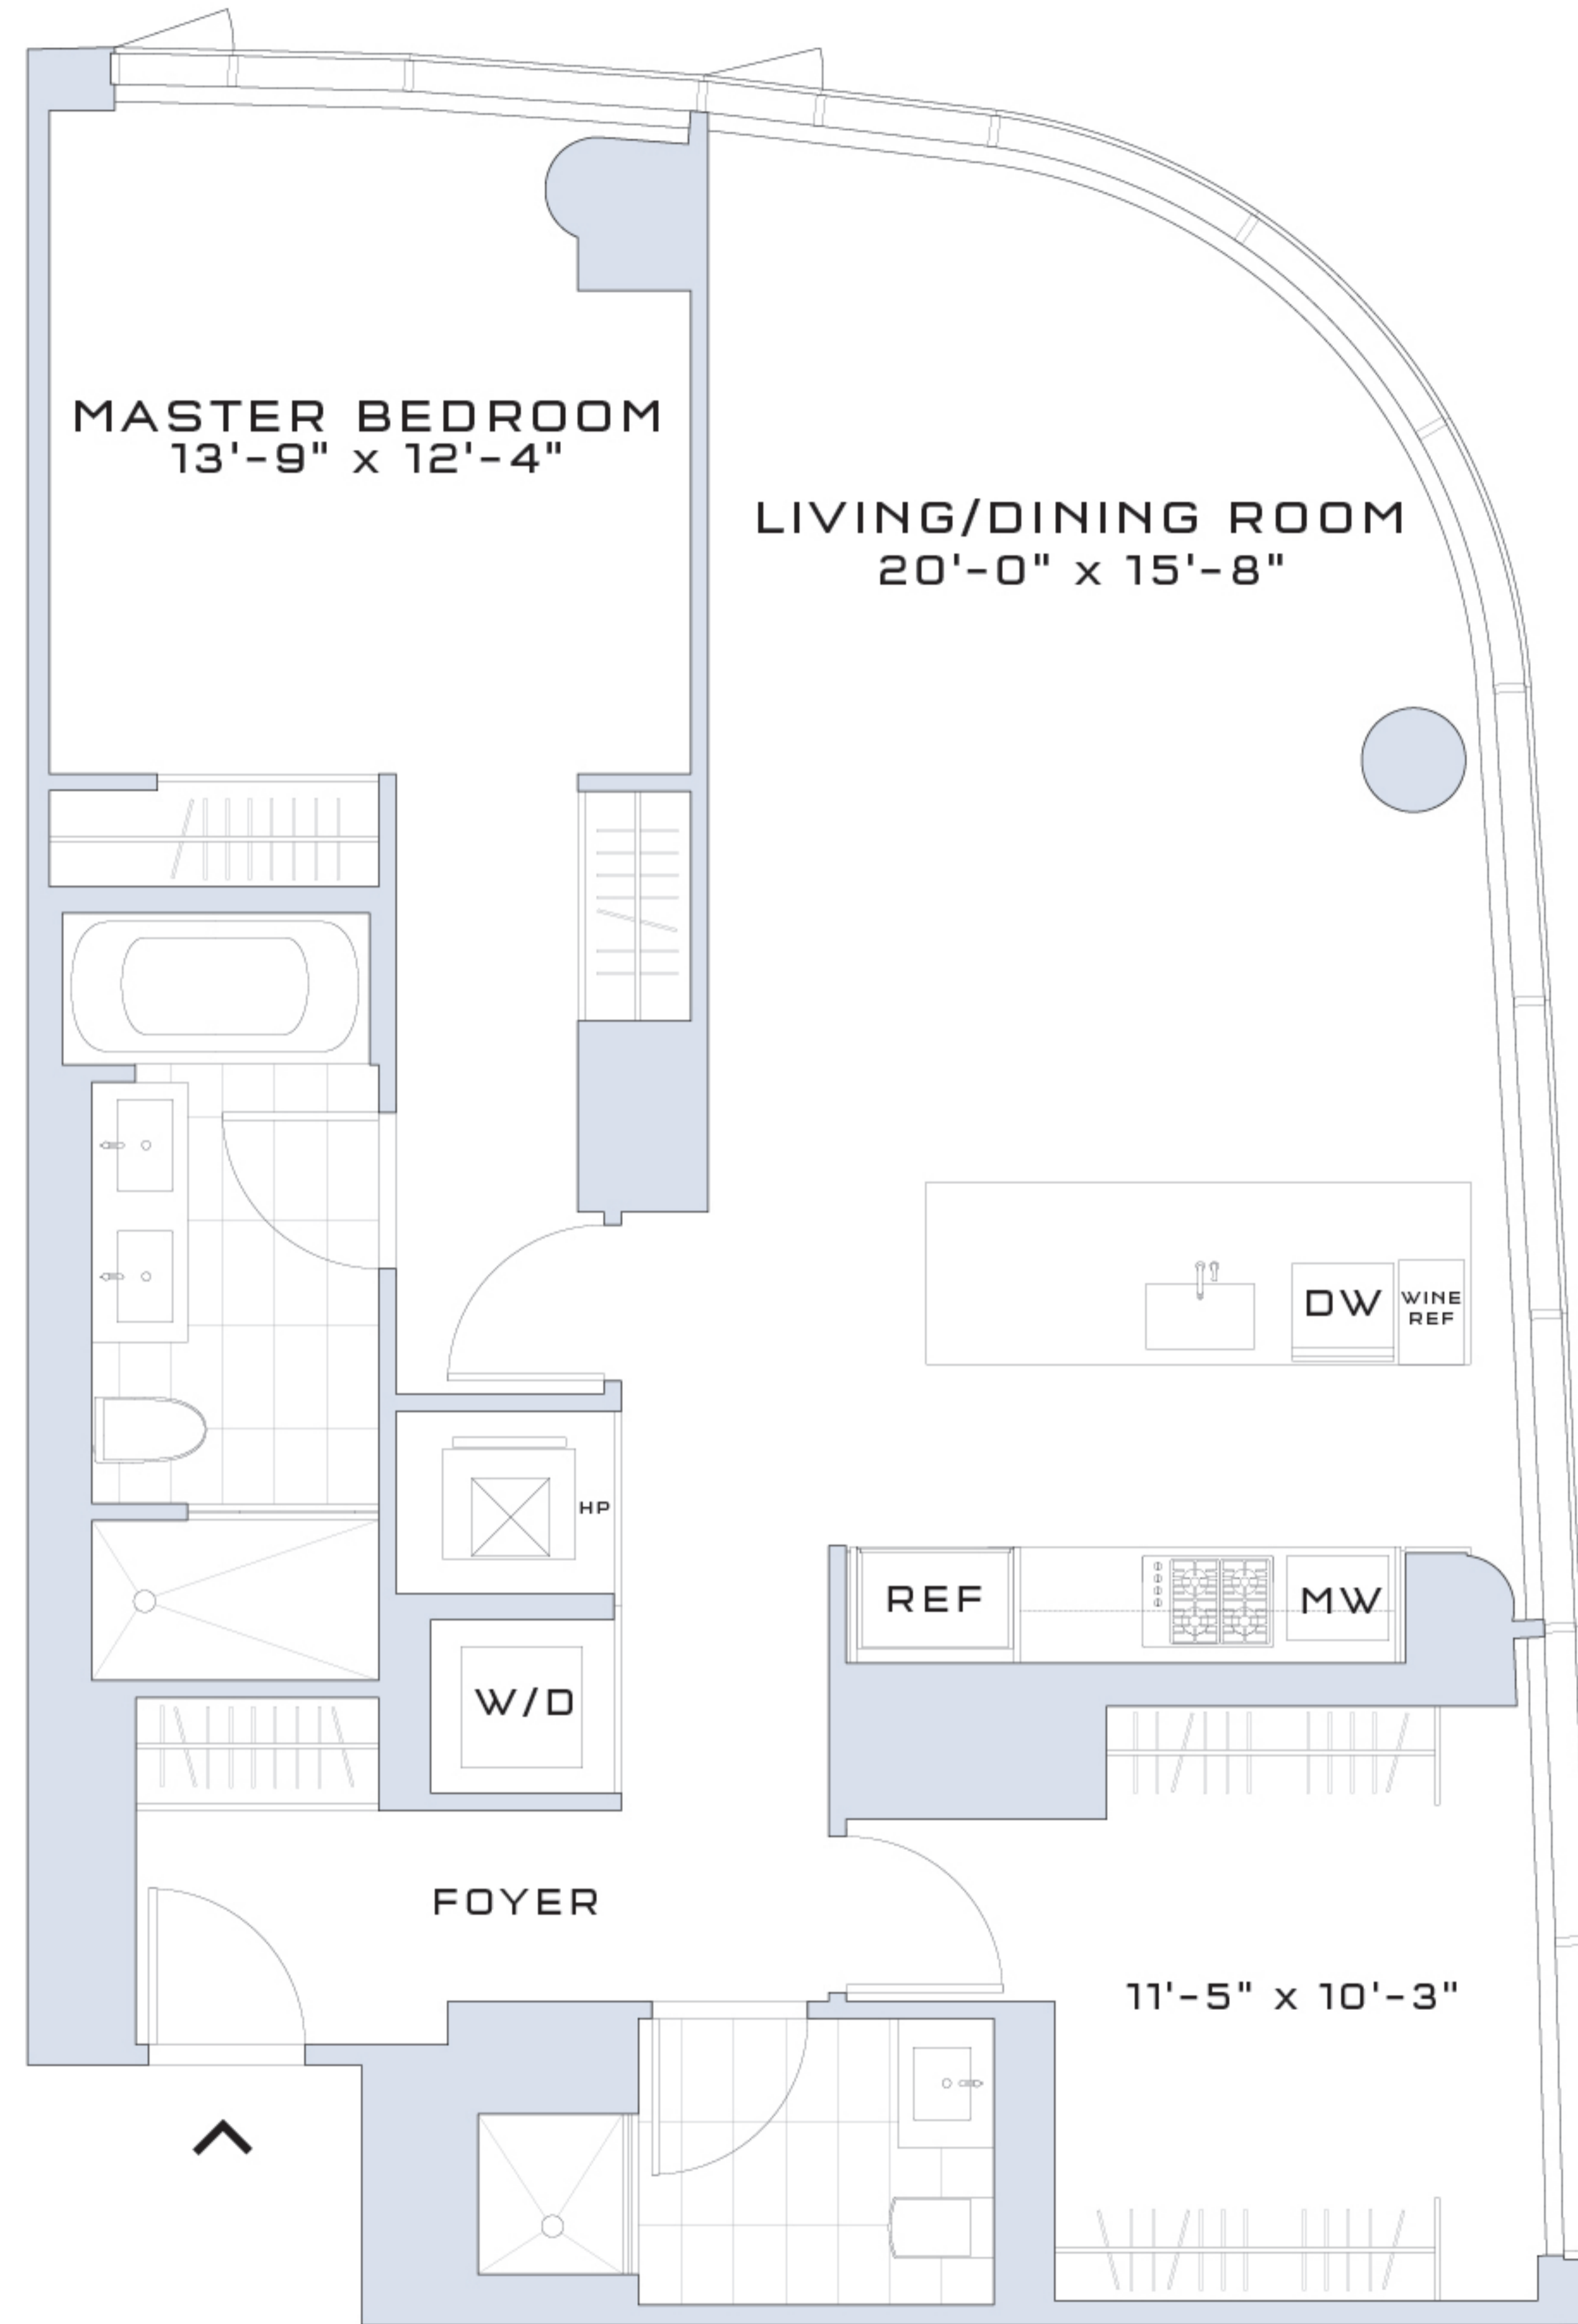 MASTER BEDROOM
13'-9" x 12'-4"
LIVING/DINING ROOM
20'-0" x 15'-8"
DW
WINE
REF
HP
REF
MW
W/D
FOYER
11'-5" x 10'-3"